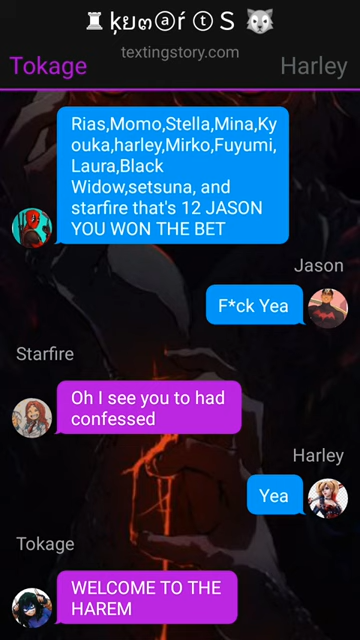 ♜ ķยｍⓐŕ ⓣ S 🐺
textingstory.com
Tokage Harley
Rias,Momo,Stella,Mina,Ky
ouka,harley,Mirko,Fuyumi,
Laura,Black
Widow,setsuna, and
starfire that's 12 JASON
YOU WON THE BET
Jason
F*ck Yea
Starfire
Oh I see you to had
confessed
Harley
Yea
Tokage
WELCOME TO THE
HAREM